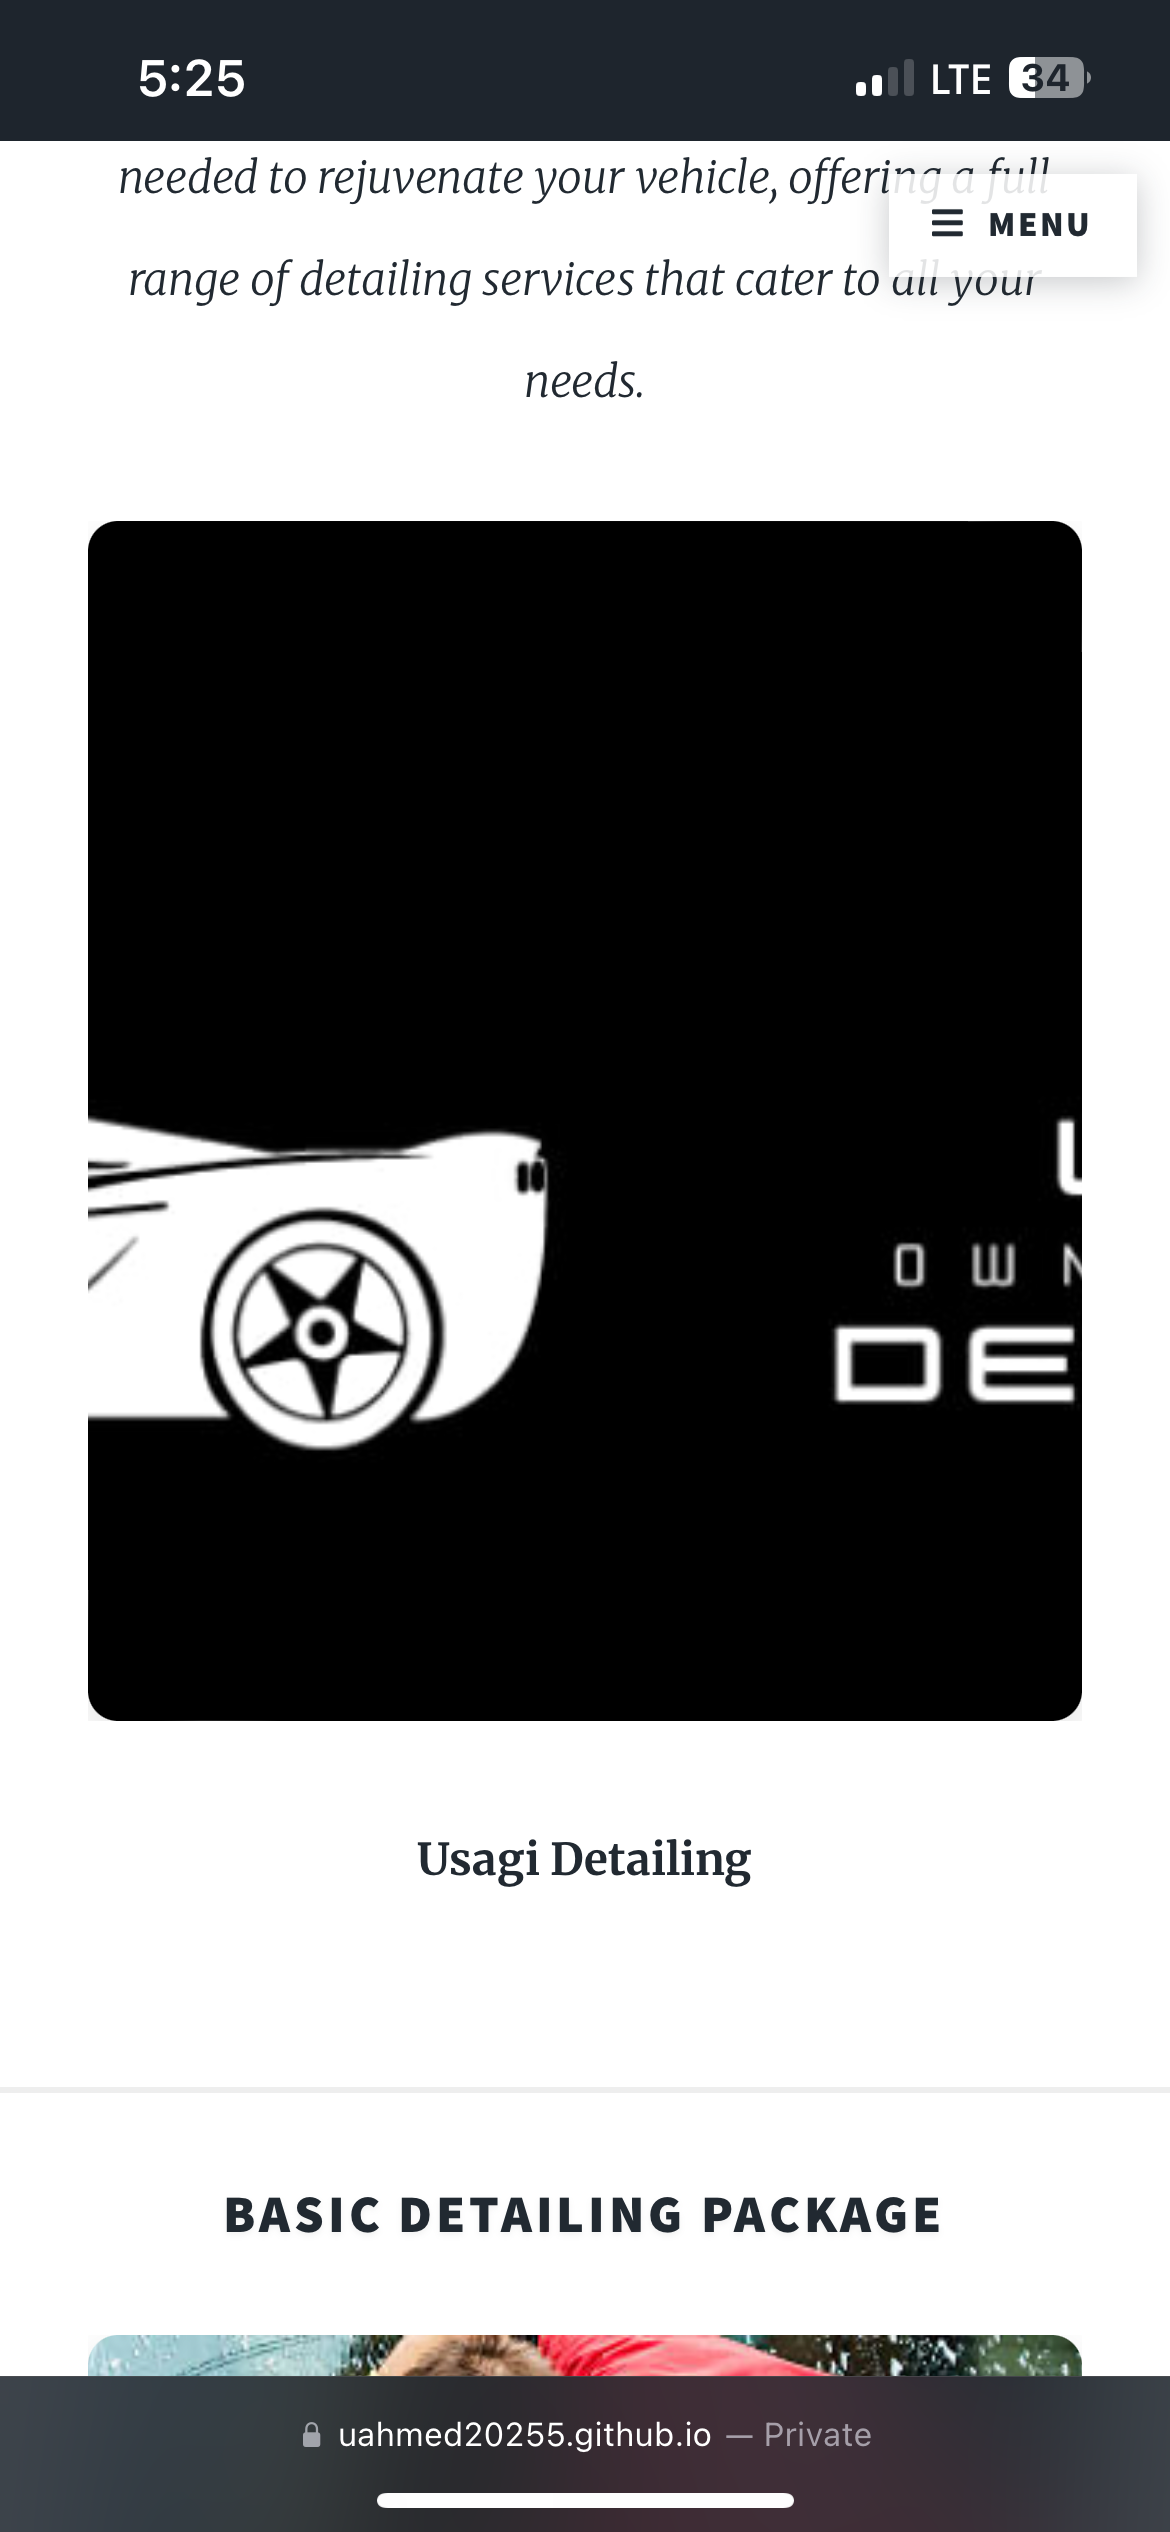 5:25 LTE 34
needed to rejuvenate your vehicle, offering a full
MENU
range of detailing services that cater to all your
needs.
OWN
DE
Usagi Detailing
BASIC DETAILING PACKAGE
uahmed20255.github.io — Private